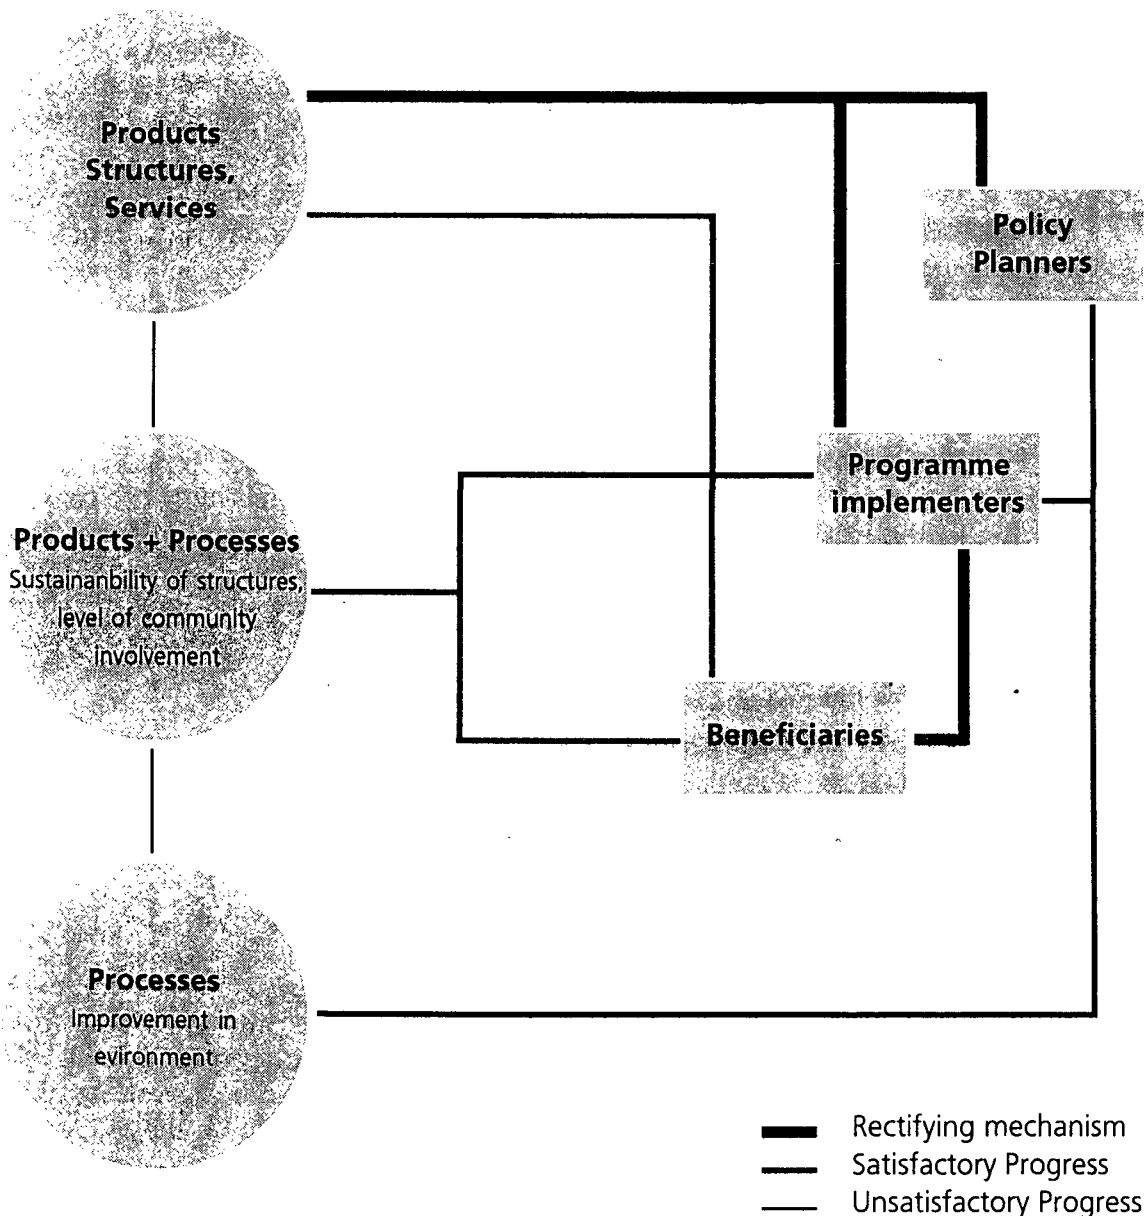 Products
Structures,
Services
Policy
Planners
Programme
implementers
Products + Processes
Sustainanbility of structures,
level of community
involvement
Beneficiaries
Processes
Improvement in
evironment
Rectifying mechanism
Satisfactory Progress
Unsatisfactory Progress